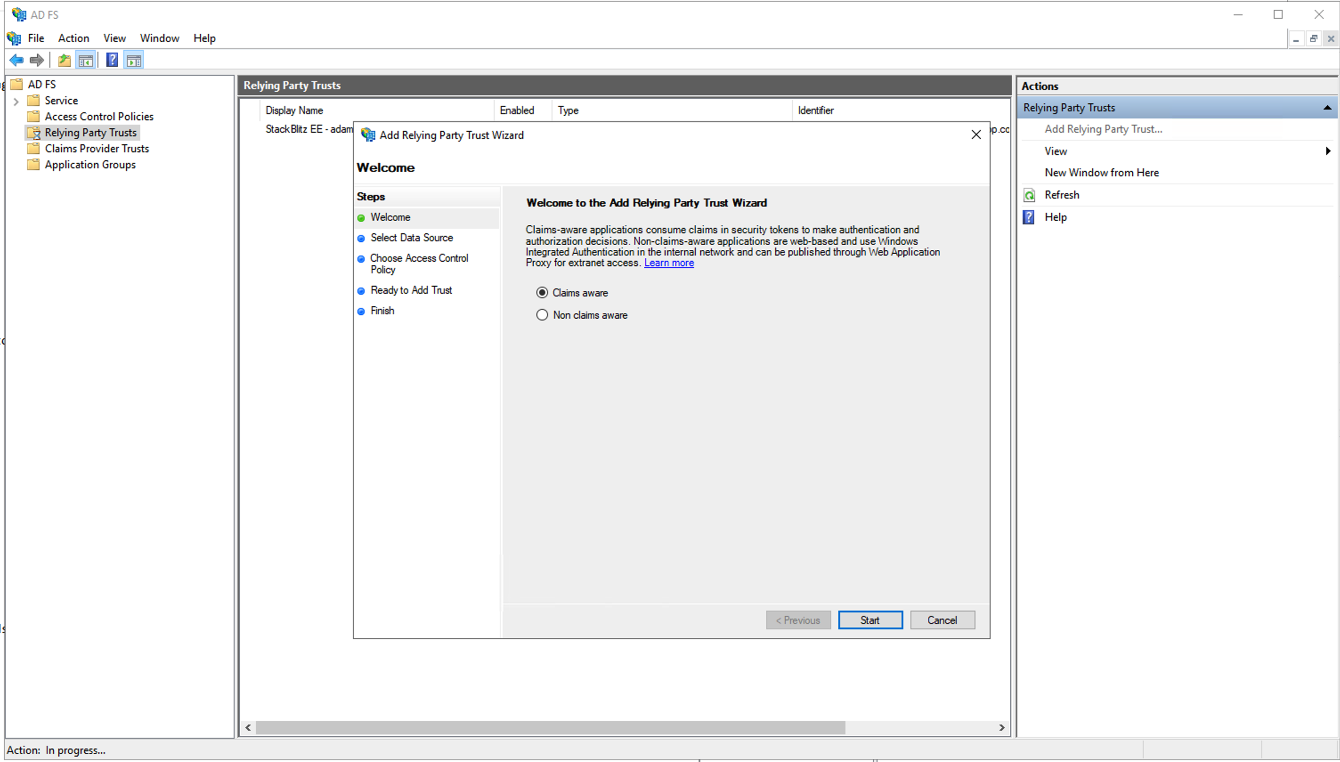 AD FS
File Action View Window Help
AD FS
Service
Access Control Policies
Relying Party Trusts
Claims Provider Trusts
Application Groups
Relying Party Trusts
Display Name Enabled Type Identifier
StackBlitz EE - adam
Add Relying Party Trust Wizard
Welcome
Steps
Welcome
Select Data Source
Choose Access Control
Policy
Ready to Add Trust
Finish
Welcome to the Add Relying Party Trust Wizard
Claims-aware applications consume claims in security tokens to make authentication and
authorization decisions. Non-claims-aware applications are web-based and use Windows
Integrated Authentication in the internal network and can be published through Web Application
Proxy for extranet access. Learn more
Claims aware
Non claims aware
< Previous Start Cancel
Actions
Relying Party Trusts
Add Relying Party Trust...
View
New Window from Here
Refresh
Help
Action: In progress...